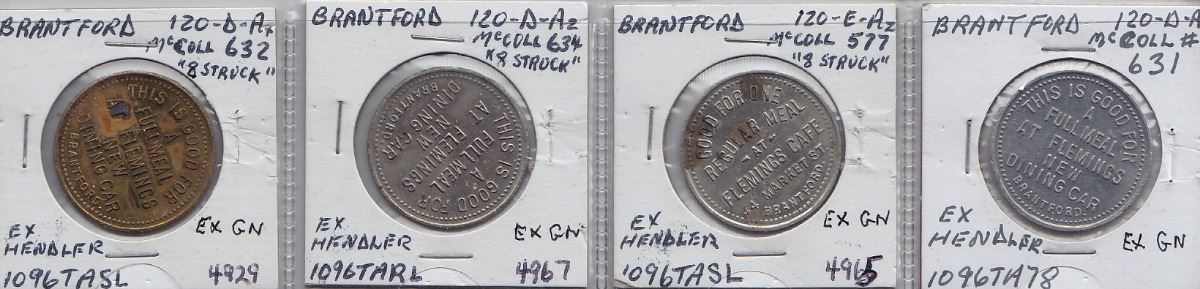 BRANTFORD 120-D-A
McCOLL 632
"8 STRUCK"
THIS IS GOOD FOR
A
FULL MEAL
AT FLEMINGS
NEW
DINING CAR
BRANTFORD.
EX GN
EX
HENDLER
1096TASL 4929
BRANTFORD 120-D-Az
McCOLL 634
"8 STRUCK"
THIS IS GOOD FOR
A
FULL MEAL
AT FLEMINGS
NEW
DINING CAR
BRANTFORD.
EX GN
EX
HENDLER
1096TARL 4967
BRANTFORD 120-E-Az
McCOLL 577
"8 STRUCK"
GOOD FOR ONE
REGULAR MEAL
-AT-
FLEMINGS CAFE
44 MARKET ST.
BRANTFORD.
EX GN
EX
HENDLER
1096TASL 4965
BRANTFORD 120-D-A
McCOLL #
631
THIS IS GOOD FOR
A
FULL MEAL
AT FLEMINGS
NEW
DINING CAR
BRANTFORD.
EX
HENDLER EX GN
1096TA78